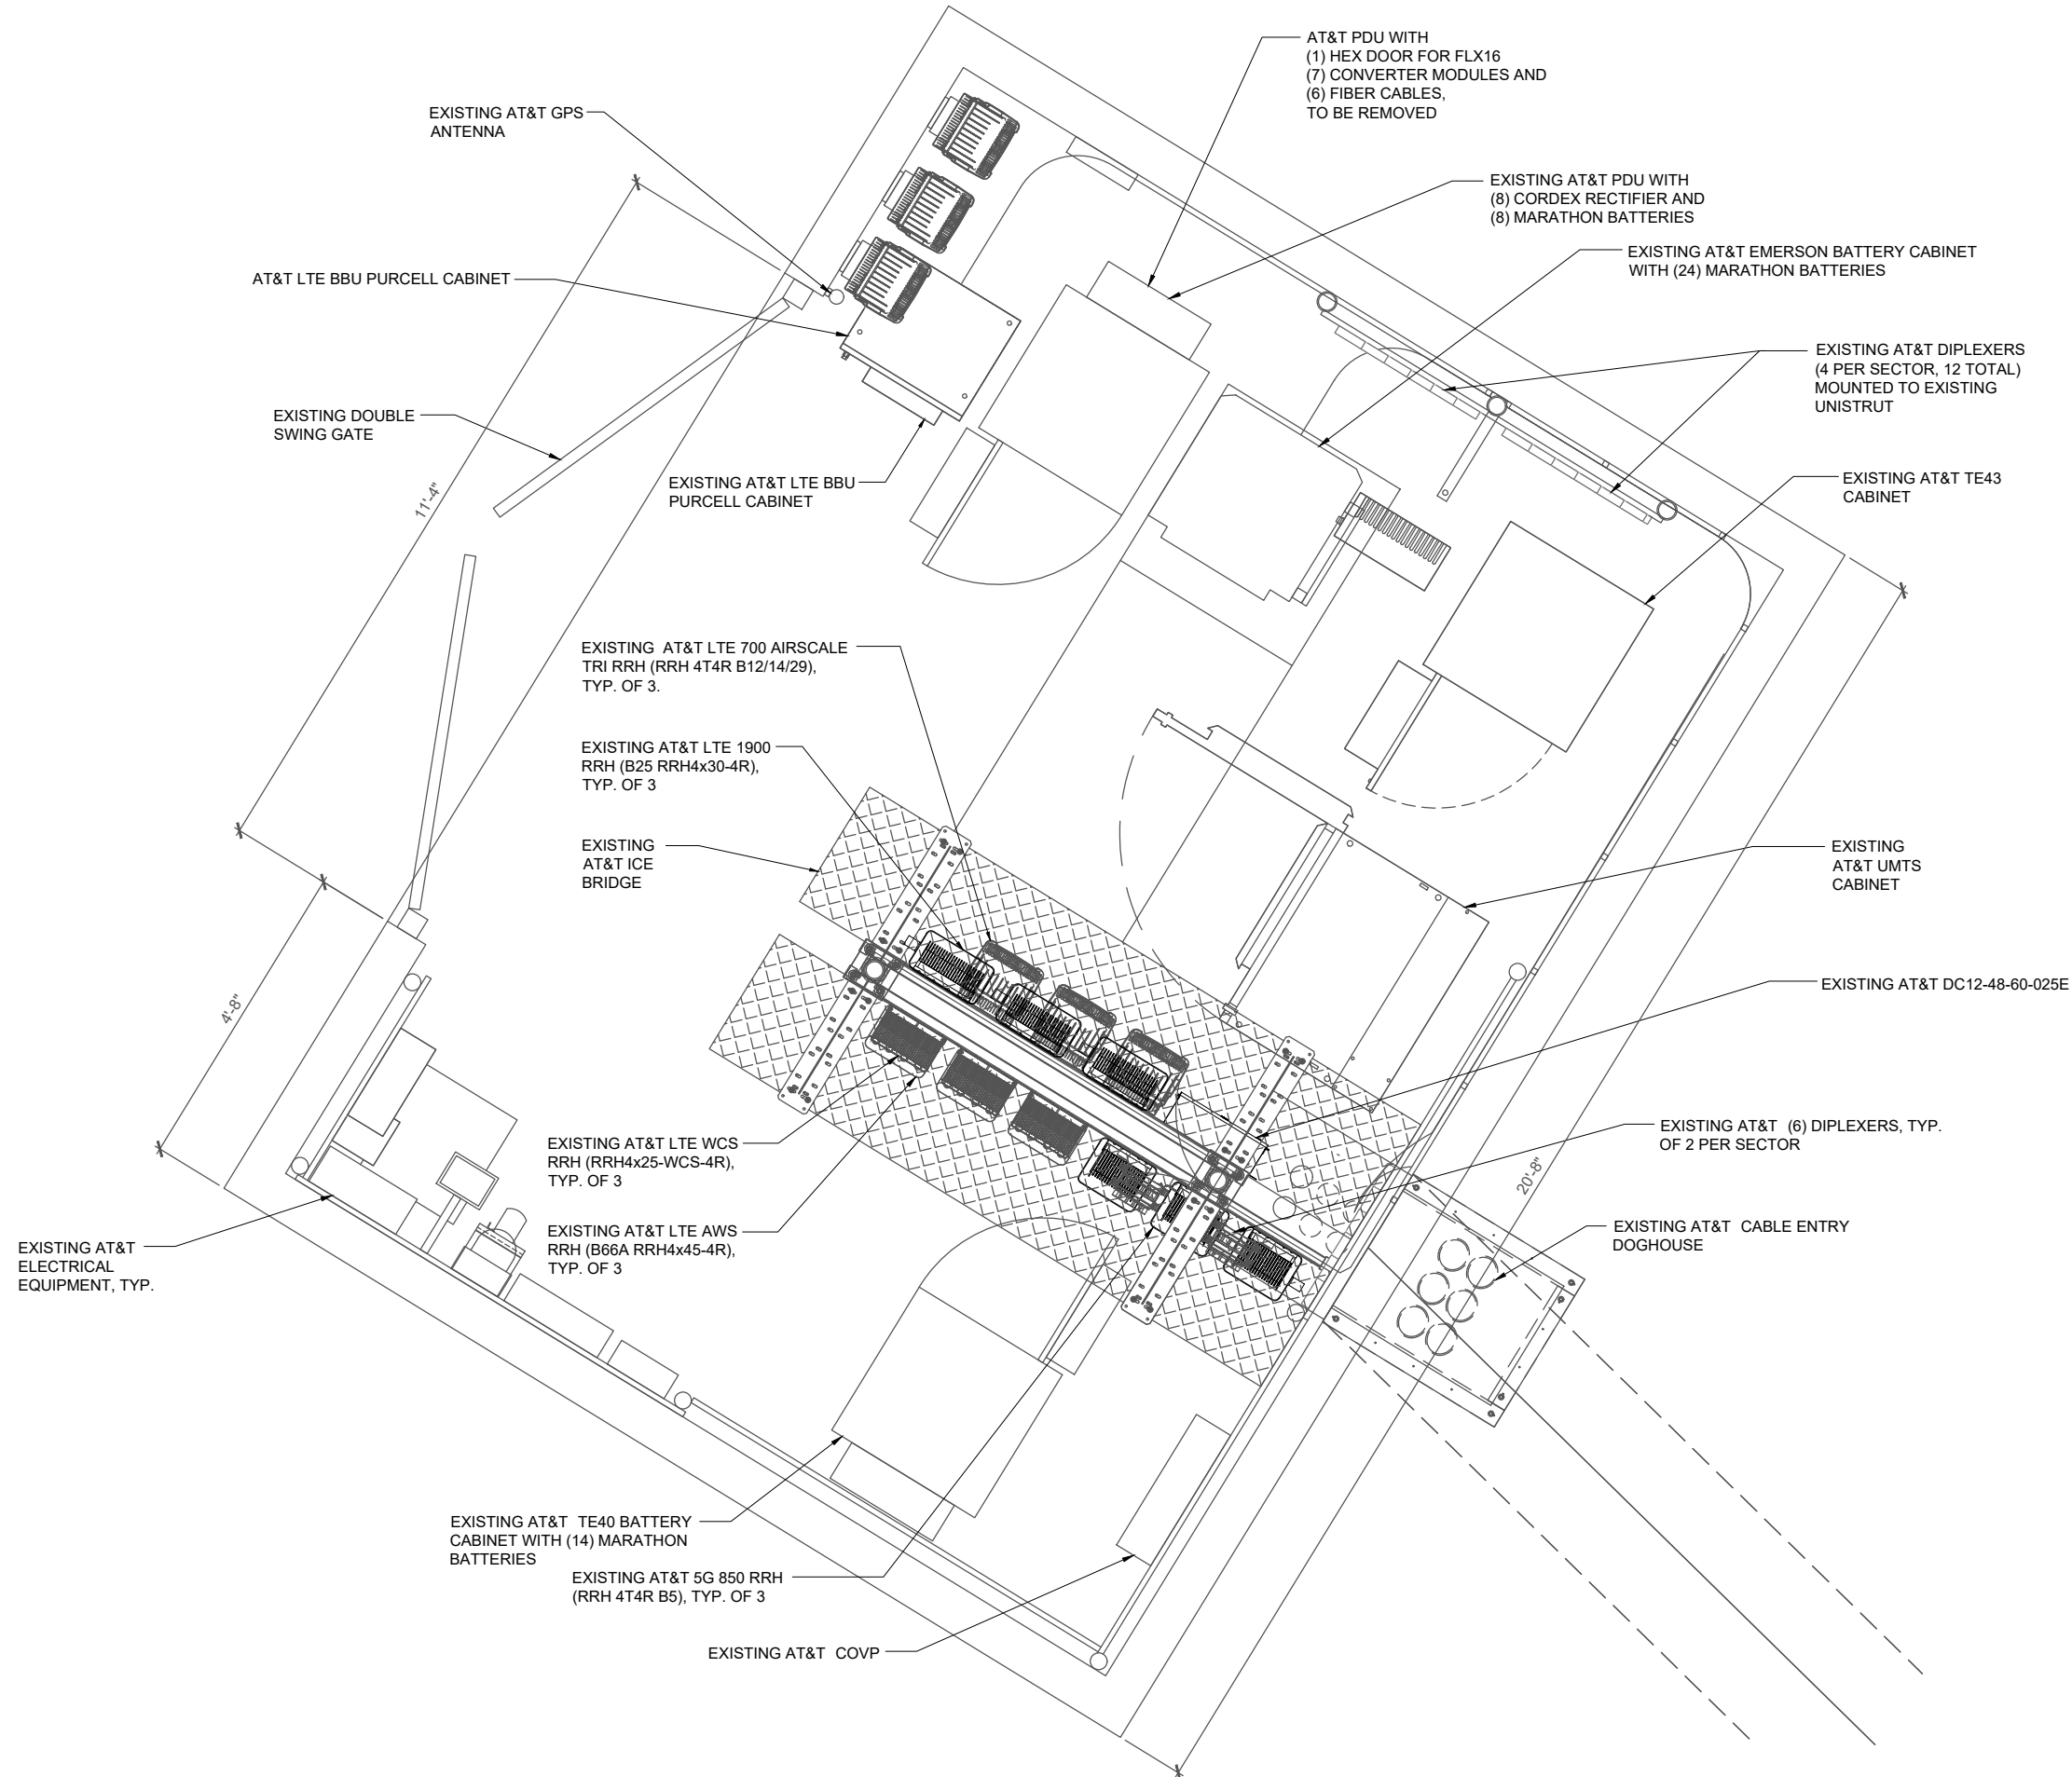 AT&T PDU WITH
(1) HEX DOOR FOR FLX16
(7) CONVERTER MODULES AND
(6) FIBER CABLES,
TO BE REMOVED
EXISTING AT&T GPS
ANTENNA
EXISTING AT&T PDU WITH
(8) CORDEX RECTIFIER AND
(8) MARATHON BATTERIES
EXISTING AT&T EMERSON BATTERY CABINET
WITH (24) MARATHON BATTERIES
AT&T LTE BBU PURCELL CABINET
EXISTING AT&T DIPLEXERS
(4 PER SECTOR, 12 TOTAL)
MOUNTED TO EXISTING
UNISTRUT
EXISTING DOUBLE
SWING GATE
EXISTING AT&T LTE BBU
PURCELL CABINET
EXISTING AT&T TE43
CABINET
11'-4"
EXISTING AT&T LTE 700 AIRSCALE
TRI RRH (RRH 4T4R B12/14/29),
TYP. OF 3.
EXISTING AT&T LTE 1900
RRH (B25 RRH4x30-4R),
TYP. OF 3
EXISTING
AT&T ICE
BRIDGE
EXISTING
AT&T UMTS
CABINET
4'-8"
EXISTING AT&T DC12-48-60-025E
EXISTING AT&T LTE WCS
RRH (RRH4x25-WCS-4R),
TYP. OF 3
EXISTING AT&T (6) DIPLEXERS, TYP.
OF 2 PER SECTOR
20'-8"
EXISTING AT&T LTE AWS
RRH (B66A RRH4x45-4R),
TYP. OF 3
EXISTING AT&T CABLE ENTRY
DOGHOUSE
EXISTING AT&T
ELECTRICAL
EQUIPMENT, TYP.
EXISTING AT&T TE40 BATTERY
CABINET WITH (14) MARATHON
BATTERIES
EXISTING AT&T 5G 850 RRH
(RRH 4T4R B5), TYP. OF 3
EXISTING AT&T COVP